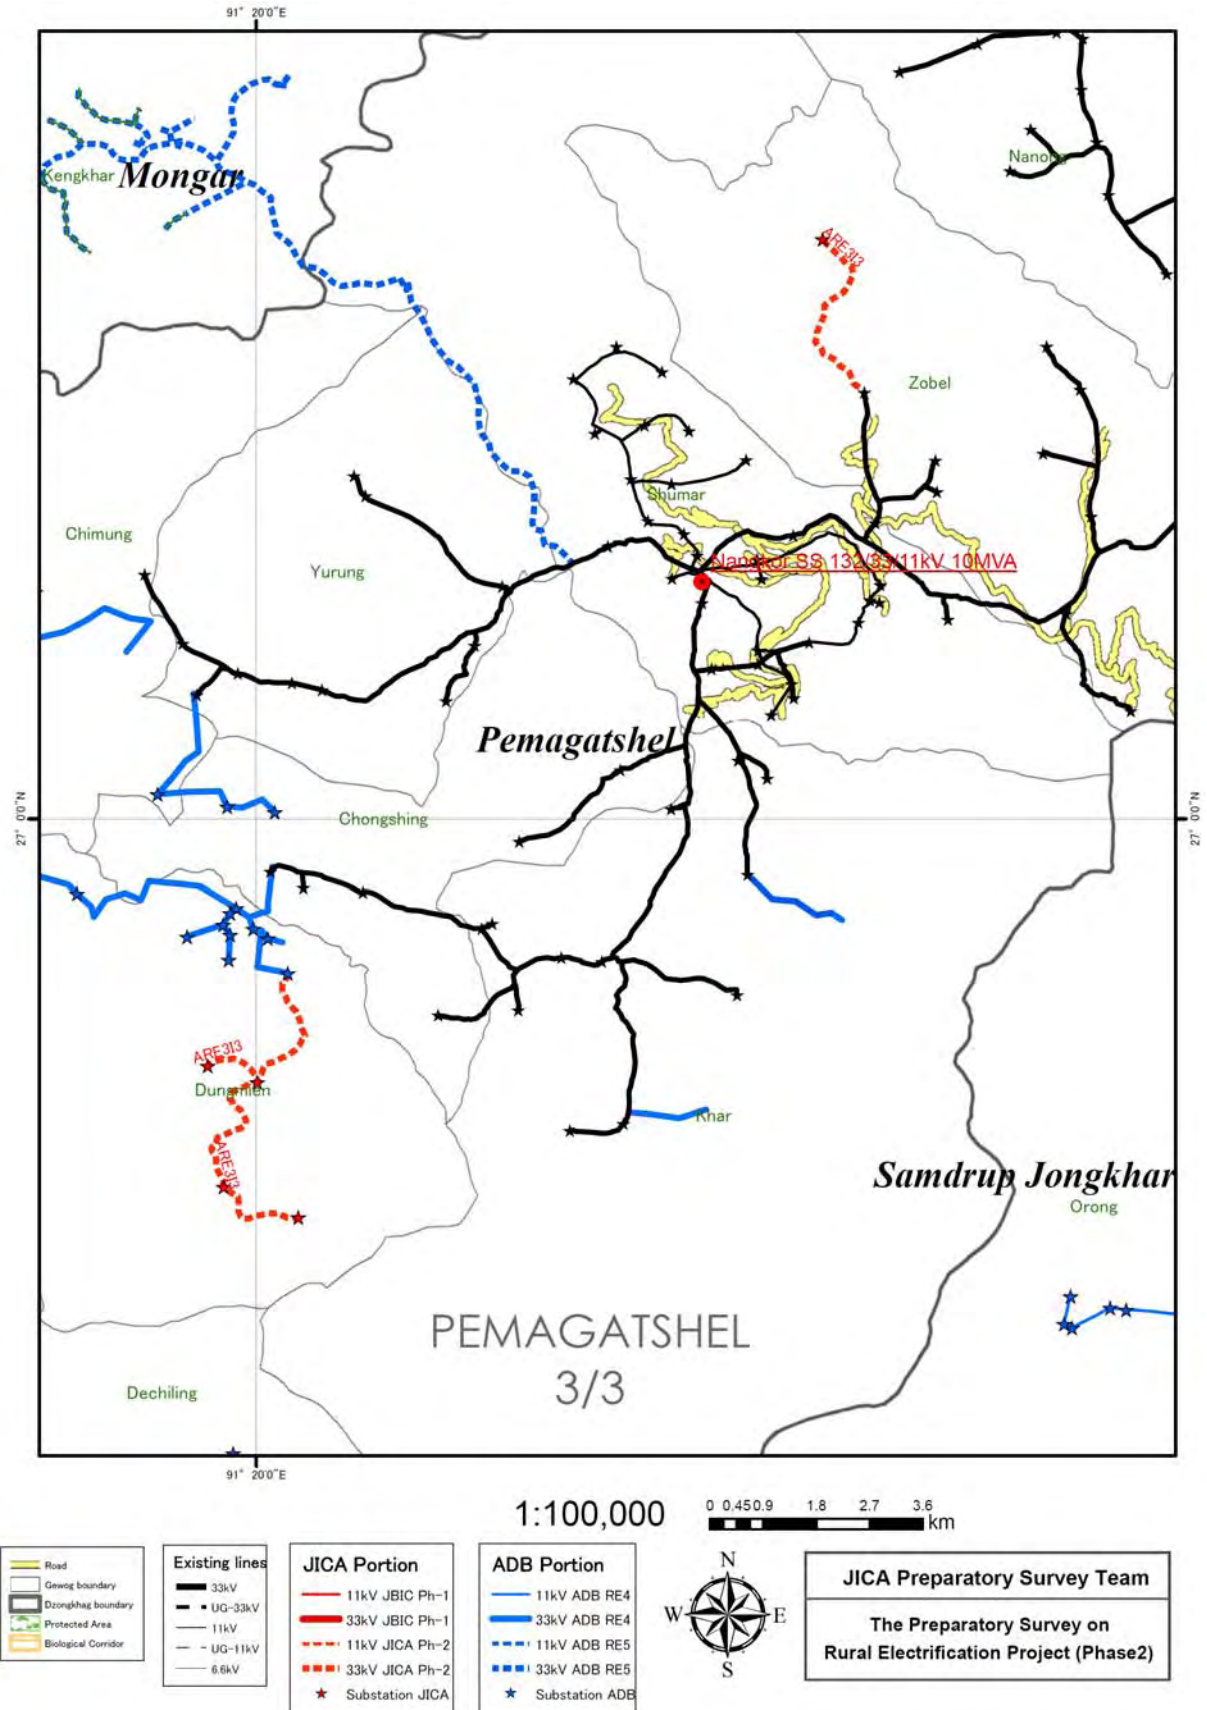 91° 20'0"E
Kengkhar
Mongar
Nanong
ARE313
Zobel
Shumar
Chimung
Yurung
Nangkor SS 132/33/11kV 10MVA
Pemagatshel
27° 0'0"N
27° 0'0"N
Chongshing
ARE313
Dungmien
Khar
ARE313
Samdrup Jongkhar
Orong
PEMAGATSHEL
3/3
Dechiling
91° 20'0"E
1:100,000
0 0.45 0.9 1.8 2.7 3.6
km
Road
Gewog boundary
Dzongkhag boundary
Protected Area
Biological Corridor
Existing lines
33kV
UG-33kV
11kV
UG-11kV
6.6kV
JICA Portion
11kV JBIC Ph-1
33kV JBIC Ph-1
11kV JICA Ph-2
33kV JICA Ph-2
Substation JICA
ADB Portion
11kV ADB RE4
33kV ADB RE4
11kV ADB RE5
33kV ADB RE5
Substation ADB
N
W E
S
JICA Preparatory Survey Team
The Preparatory Survey on
Rural Electrification Project (Phase2)